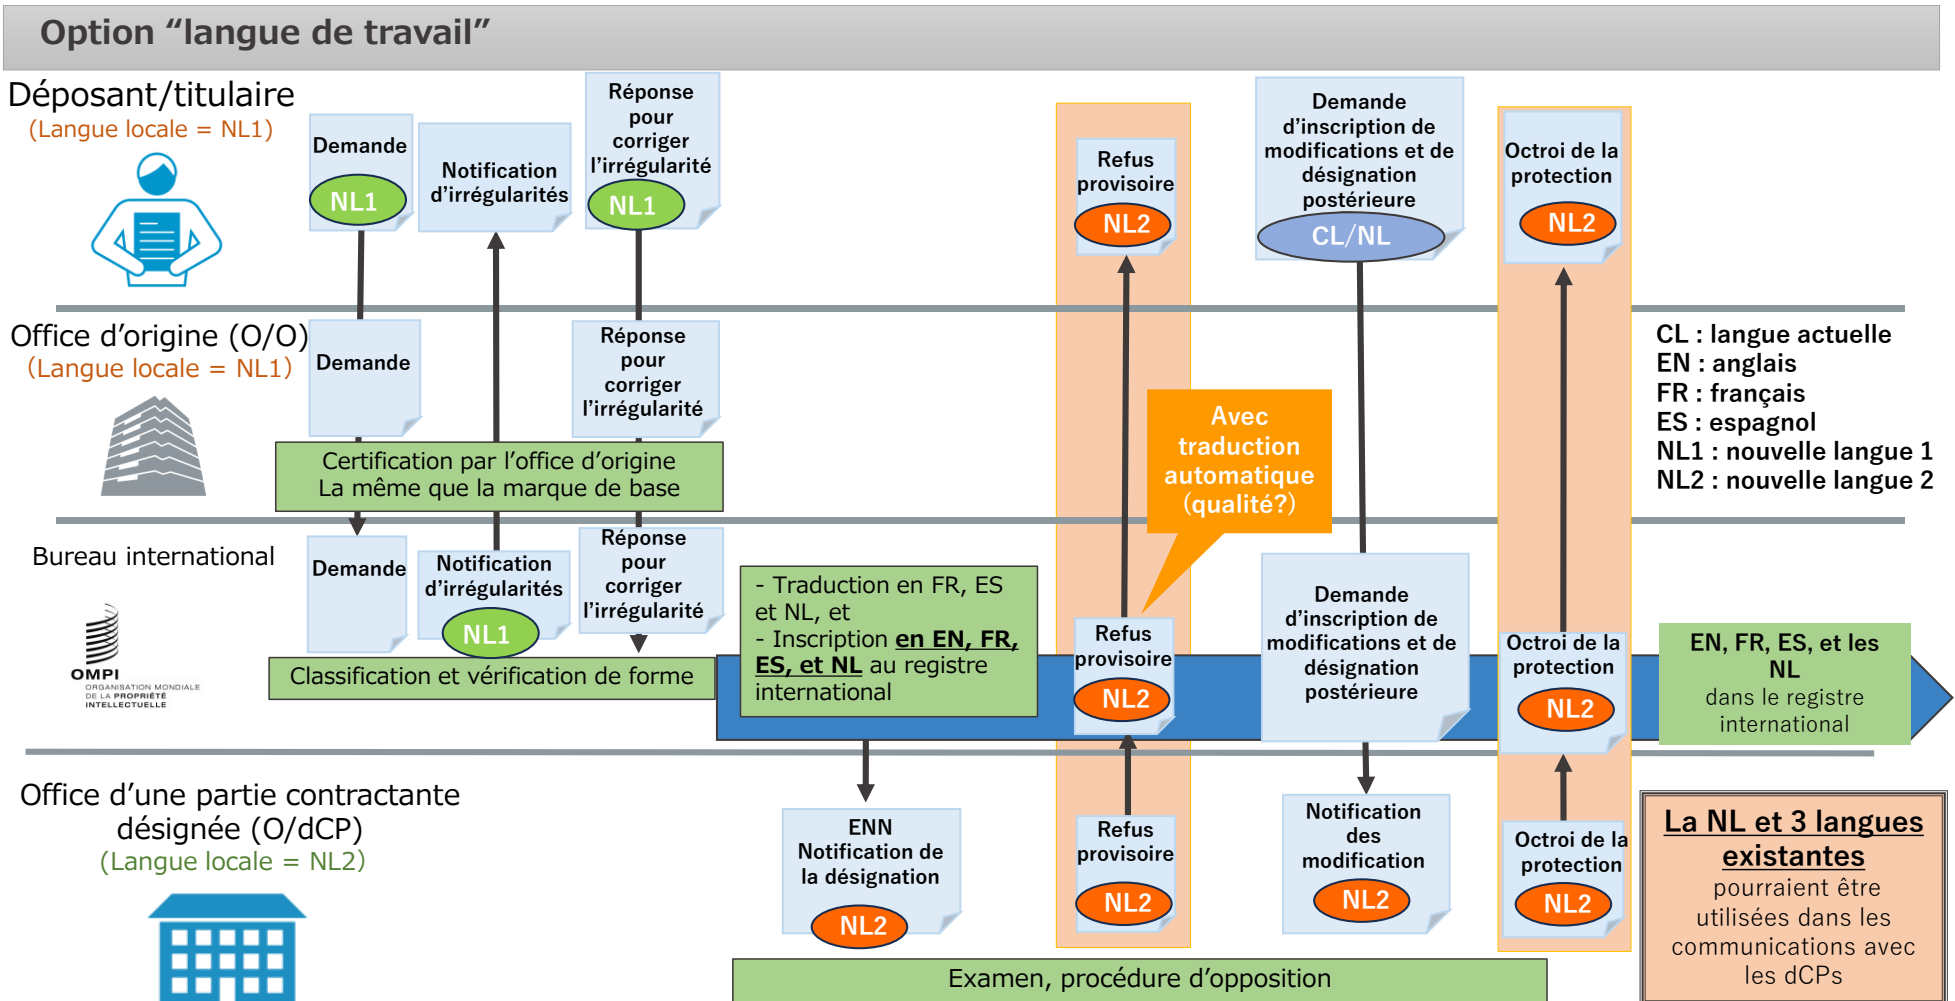 Option “langue de travail”
Déposant/titulaire
(Langue locale = NL1)
Demande
NL1
Notification
d’irrégularités
Réponse
pour
corriger
l’irrégularité
NL1
Refus
provisoire
NL2
Demande
d’inscription de
modifications et de
désignation
postérieure
CL/NL
Octroi de la
protection
NL2
Office d’origine (O/O)
(Langue locale = NL1)
Demande
Réponse
pour
corriger
l’irrégularité
Certification par l’office d’origine
La même que la marque de base
Avec
traduction
automatique
(qualité?)
CL : langue actuelle
EN : anglais
FR : français
ES : espagnol
NL1 : nouvelle langue 1
NL2 : nouvelle langue 2
Bureau international
OMPI
ORGANISATION MONDIALE
DE LA PROPRIÉTÉ
INTELLECTUELLE
Demande
Notification
d’irrégularités
NL1
Réponse
pour
corriger
l’irrégularité
Classification et vérification de forme
- Traduction en FR, ES
et NL, et
- Inscription en EN, FR,
ES, et NL au registre
international
Refus
provisoire
NL2
Demande
d’inscription de
modifications et de
désignation
postérieure
Octroi de la
protection
NL2
EN, FR, ES, et les
NL
dans le registre
international
Office d’une partie contractante
désignée (O/dCP)
(Langue locale = NL2)
ENN
Notification de
la désignation
NL2
Refus
provisoire
NL2
Notification
des
modification
NL2
Octroi de la
protection
NL2
La NL et 3 langues
existantes
pourraient être
utilisées dans les
communications avec
les dCPs
Examen, procédure d’opposition